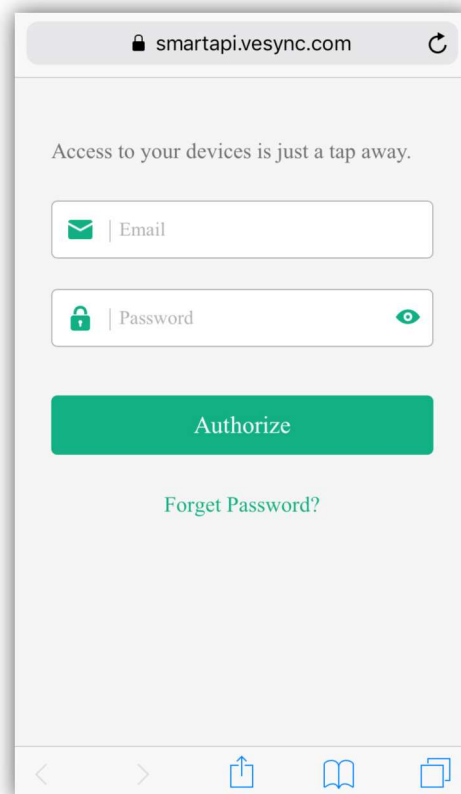 smartapi.vesync.com
Access to your devices is just a tap away.
Email
Password
Authorize
Forget Password?